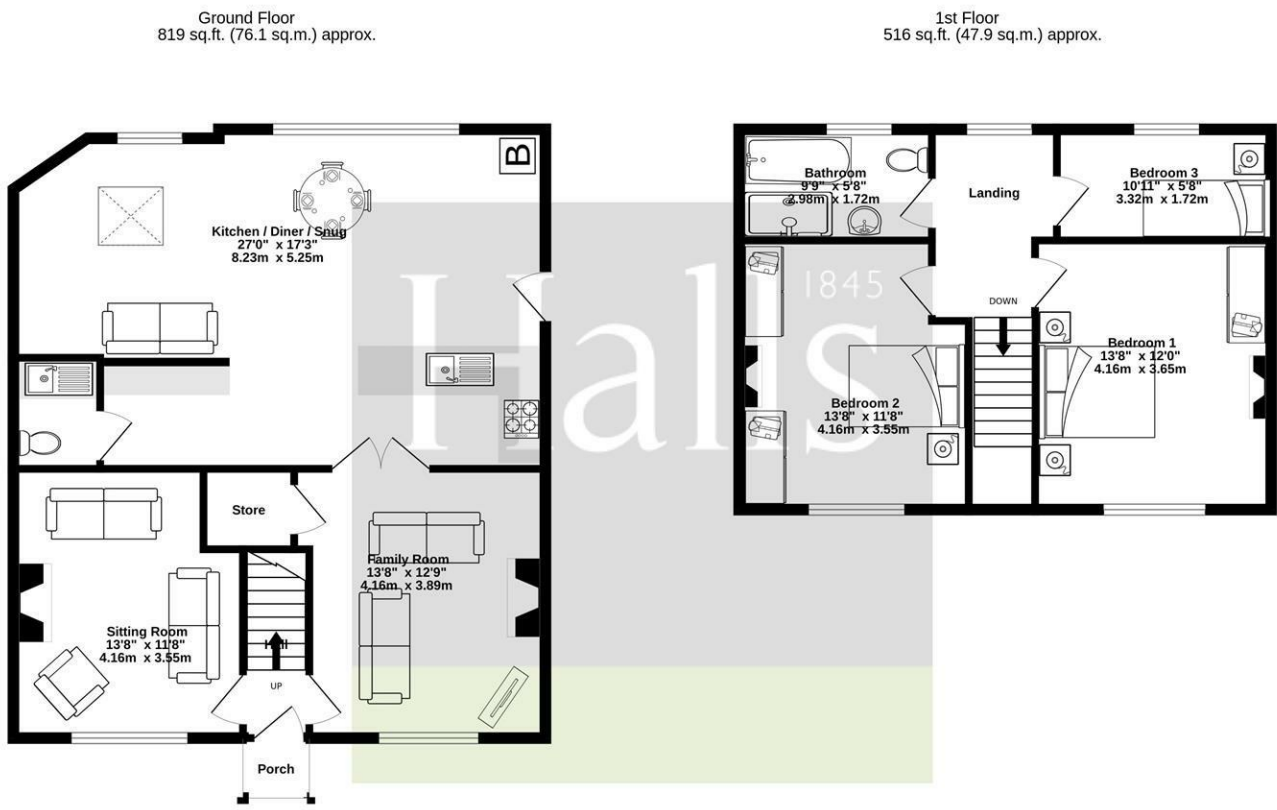 Ground Floor
819 sq.ft. (76.1 sq.m.) approx.
1st Floor
516 sq.ft. (47.9 sq.m.) approx.
B
Kitchen / Diner / Snug
27'0" x 17'3"
8.23m x 5.25m
Store
Family Room
13'8" x 12'9"
4.16m x 3.89m
Sitting Room
13'8" x 11'8"
4.16m x 3.55m
Hall
UP
Porch
Bathroom
9'9" x 5'8"
2.98m x 1.72m
Landing
Bedroom 3
10'11" x 5'8"
3.32m x 1.72m
DOWN
Bedroom 1
13'8" x 12'0"
4.16m x 3.65m
Bedroom 2
13'8" x 11'8"
4.16m x 3.55m
Halls
1845